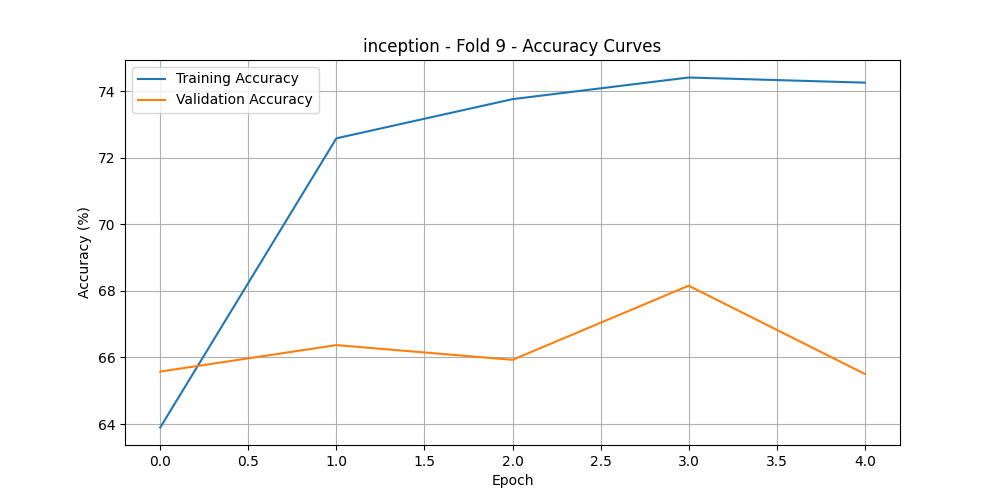 inception - Fold 9 - Accuracy Curves
Training Accuracy
Validation Accuracy
Accuracy (%)
74
72
70
68
66
64
0.0 0.5 1.0 1.5 2.0 2.5 3.0 3.5 4.0
Epoch